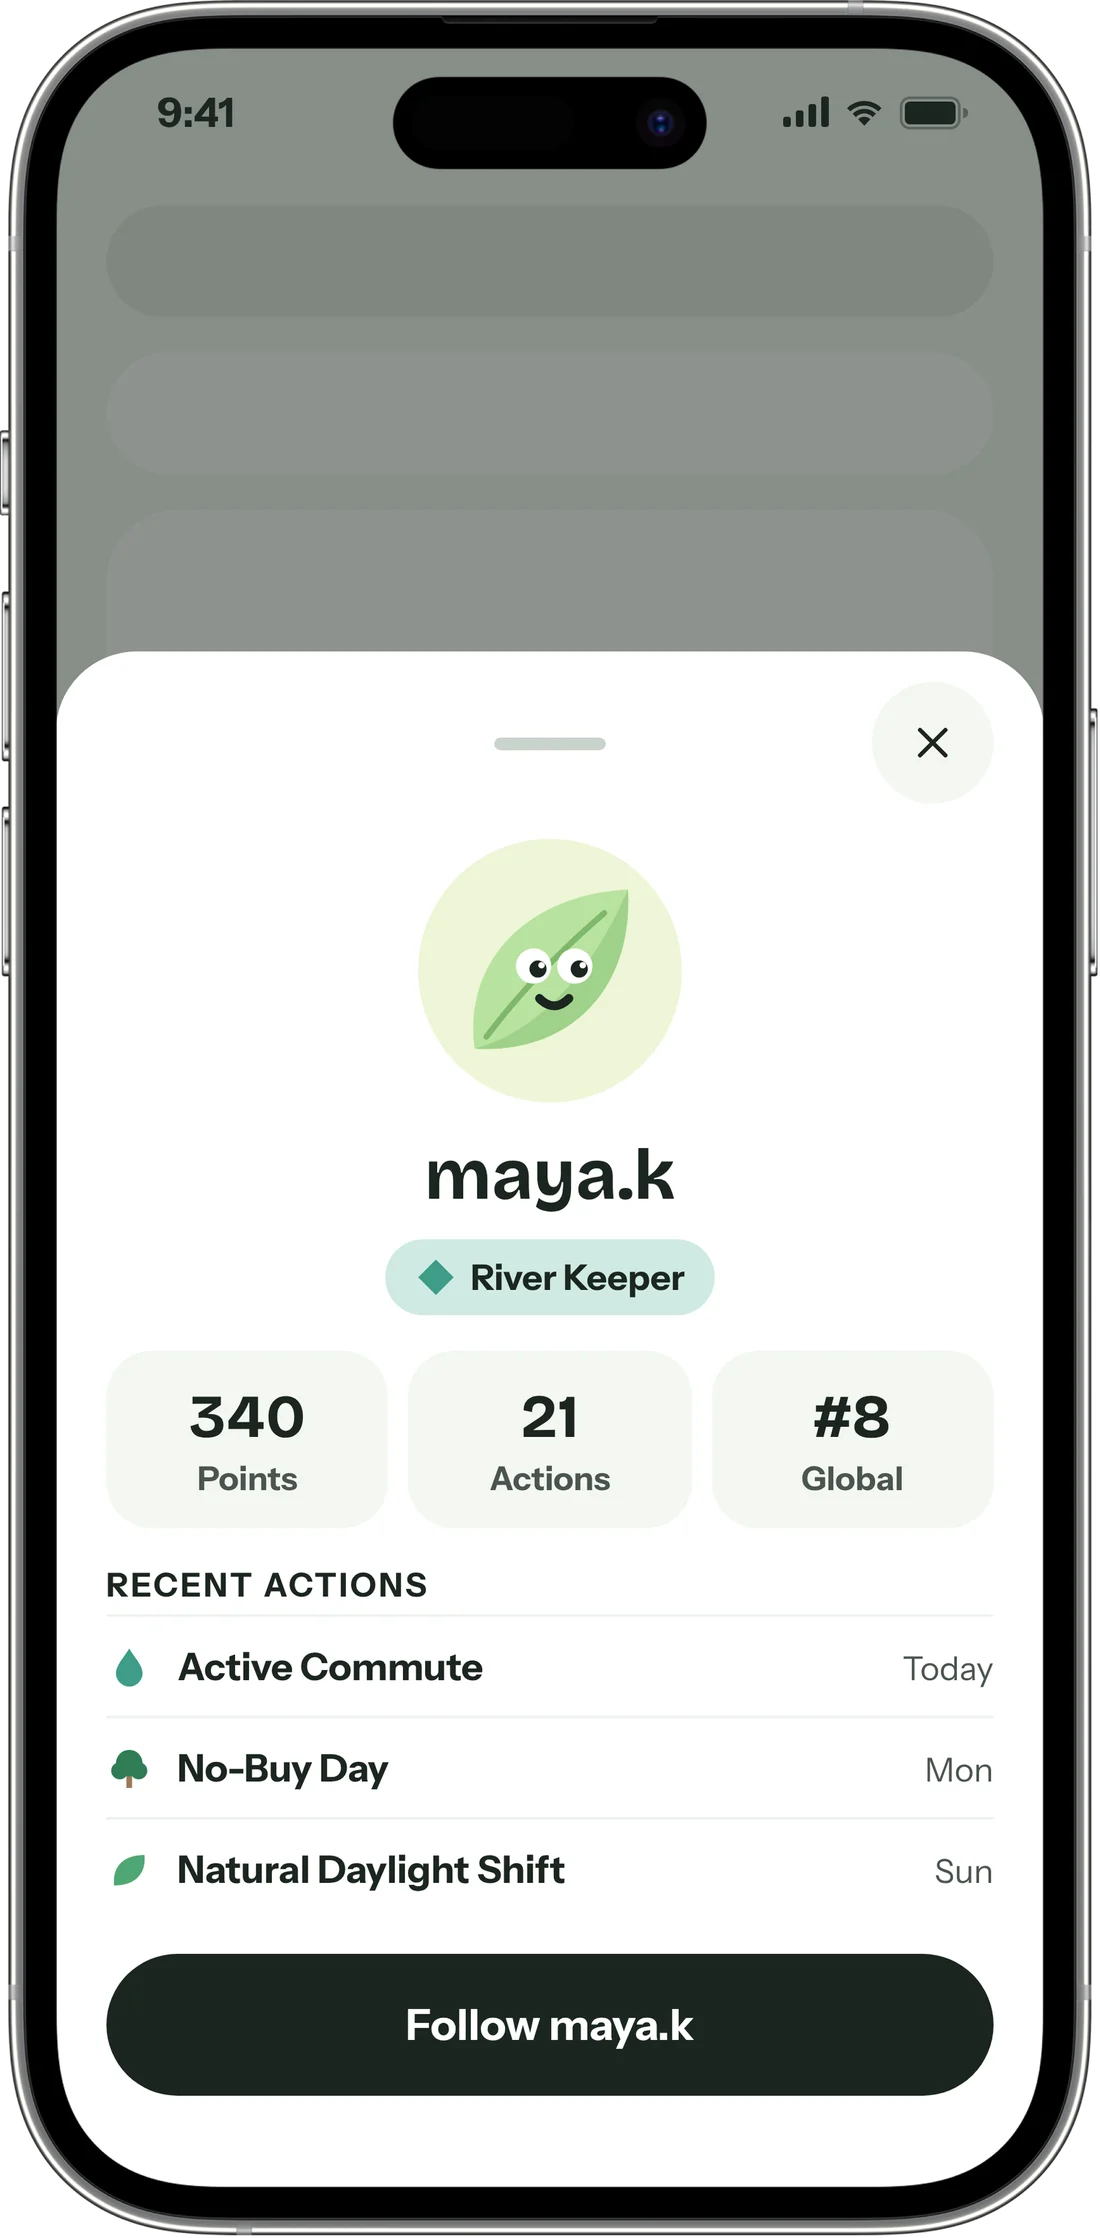 9:41
maya.k
River Keeper
340
Points
21
Actions
#8
Global
RECENT ACTIONS
Active Commute
Today
No-Buy Day
Mon
Natural Daylight Shift
Sun
Follow maya.k